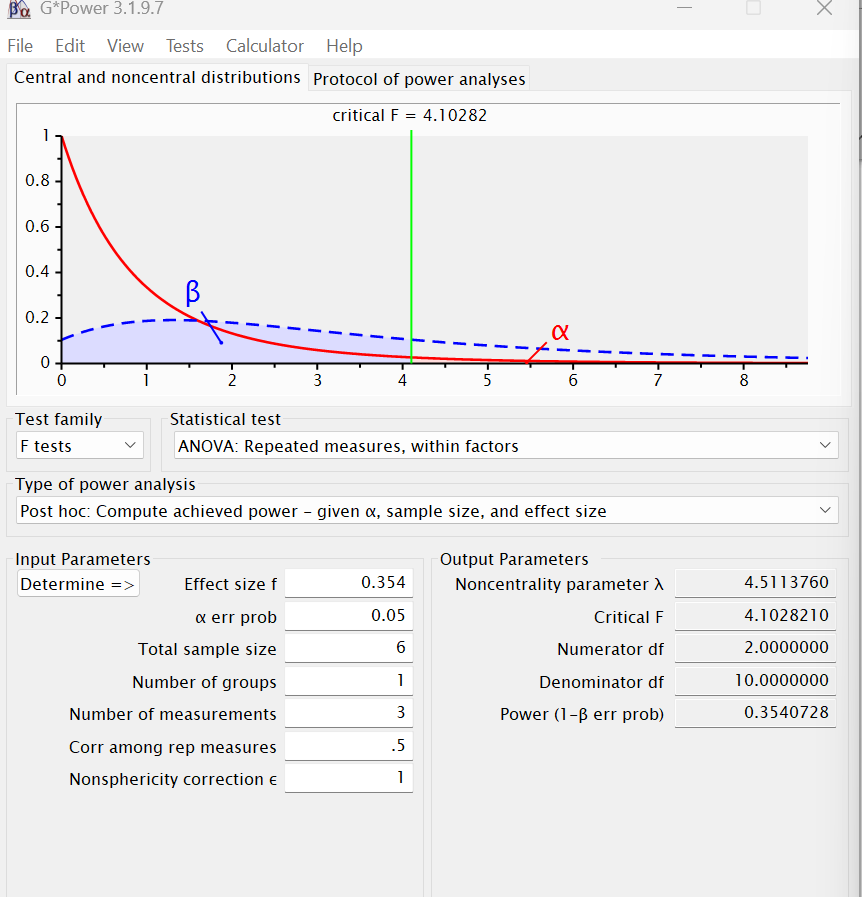 βα G*Power 3.1.9.7
File Edit View Tests Calculator Help
Central and noncentral distributions Protocol of power analyses
critical F = 4.10282
1
0.8
0.6
0.4
0.2
0
β
α
0 1 2 3 4 5 6 7 8
Test family Statistical test
F tests ANOVA: Repeated measures, within factors
Type of power analysis
Post hoc: Compute achieved power – given α, sample size, and effect size
Input Parameters Output Parameters
Determine => Effect size f 0.354 Noncentrality parameter λ 4.5113760
α err prob 0.05 Critical F 4.1028210
Total sample size 6 Numerator df 2.0000000
Number of groups 1 Denominator df 10.0000000
Number of measurements 3 Power (1-β err prob) 0.3540728
Corr among rep measures .5
Nonsphericity correction ϵ 1